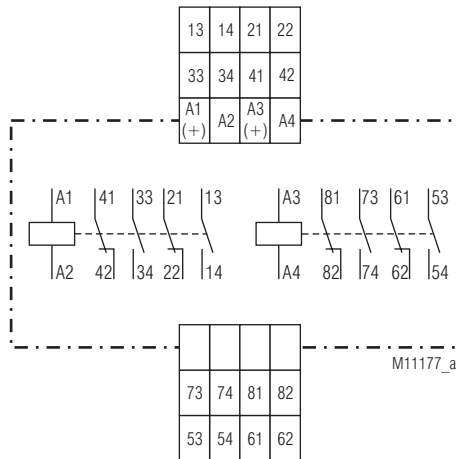 13 14 21 22
33 34 41 42
A1 (+) A2 A3 (+) A4
A1 41 33 21 13 A3 81 73 61 53
A2 42 34 22 14 A4 82 74 62 54
M11177_a
73 74 81 82
53 54 61 62